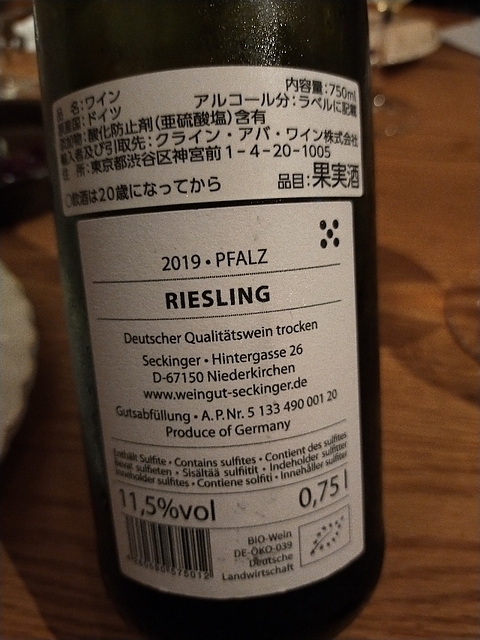 品 名:ワイン
内容量:750ml
原産国:ドイツ
アルコール分:ラベルに記載
添加物:酸化防止剤(亜硫酸塩)含有
輸入者及び引取先:クライン・アバ・ワイン株式会社
住 所:東京都渋谷区神宮前1-4-20-1005
○飲酒は20歳になってから
品目:果実酒
2019 • PFALZ
RIESLING
Deutscher Qualitätswein trocken
Seckinger • Hintergasse 26
D-67150 Niederkirchen
www.weingut-seckinger.de
Gutsabfüllung • A. P. Nr. 5 133 490 001 20
Produce of Germany
Enthält Sulfite • Contains sulfites • Contient des sulfites
sulfieten • Sisältää sulfiitit • Indeholder sulfitter
Inneholder sulfites • Contiene solfiti • Innehåller sulfiter
11,5%vol
0,75 l
BIO-Wein
DE-ÖKO-039
Deutsche
Landwirtschaft